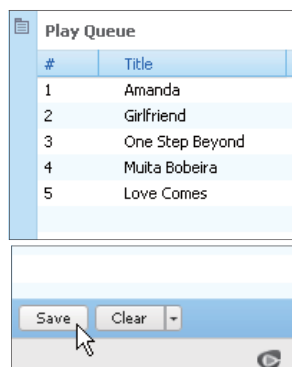 Play Queue
# Title
1 Amanda
2 Girlfriend
3 One Step Beyond
4 Muita Bobeira
5 Love Comes
Save Clear